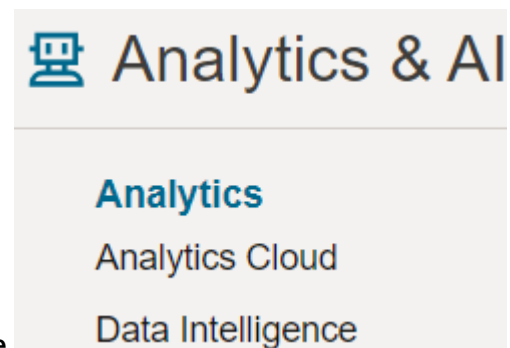 Analytics & AI
Analytics
Analytics Cloud
Data Intelligence